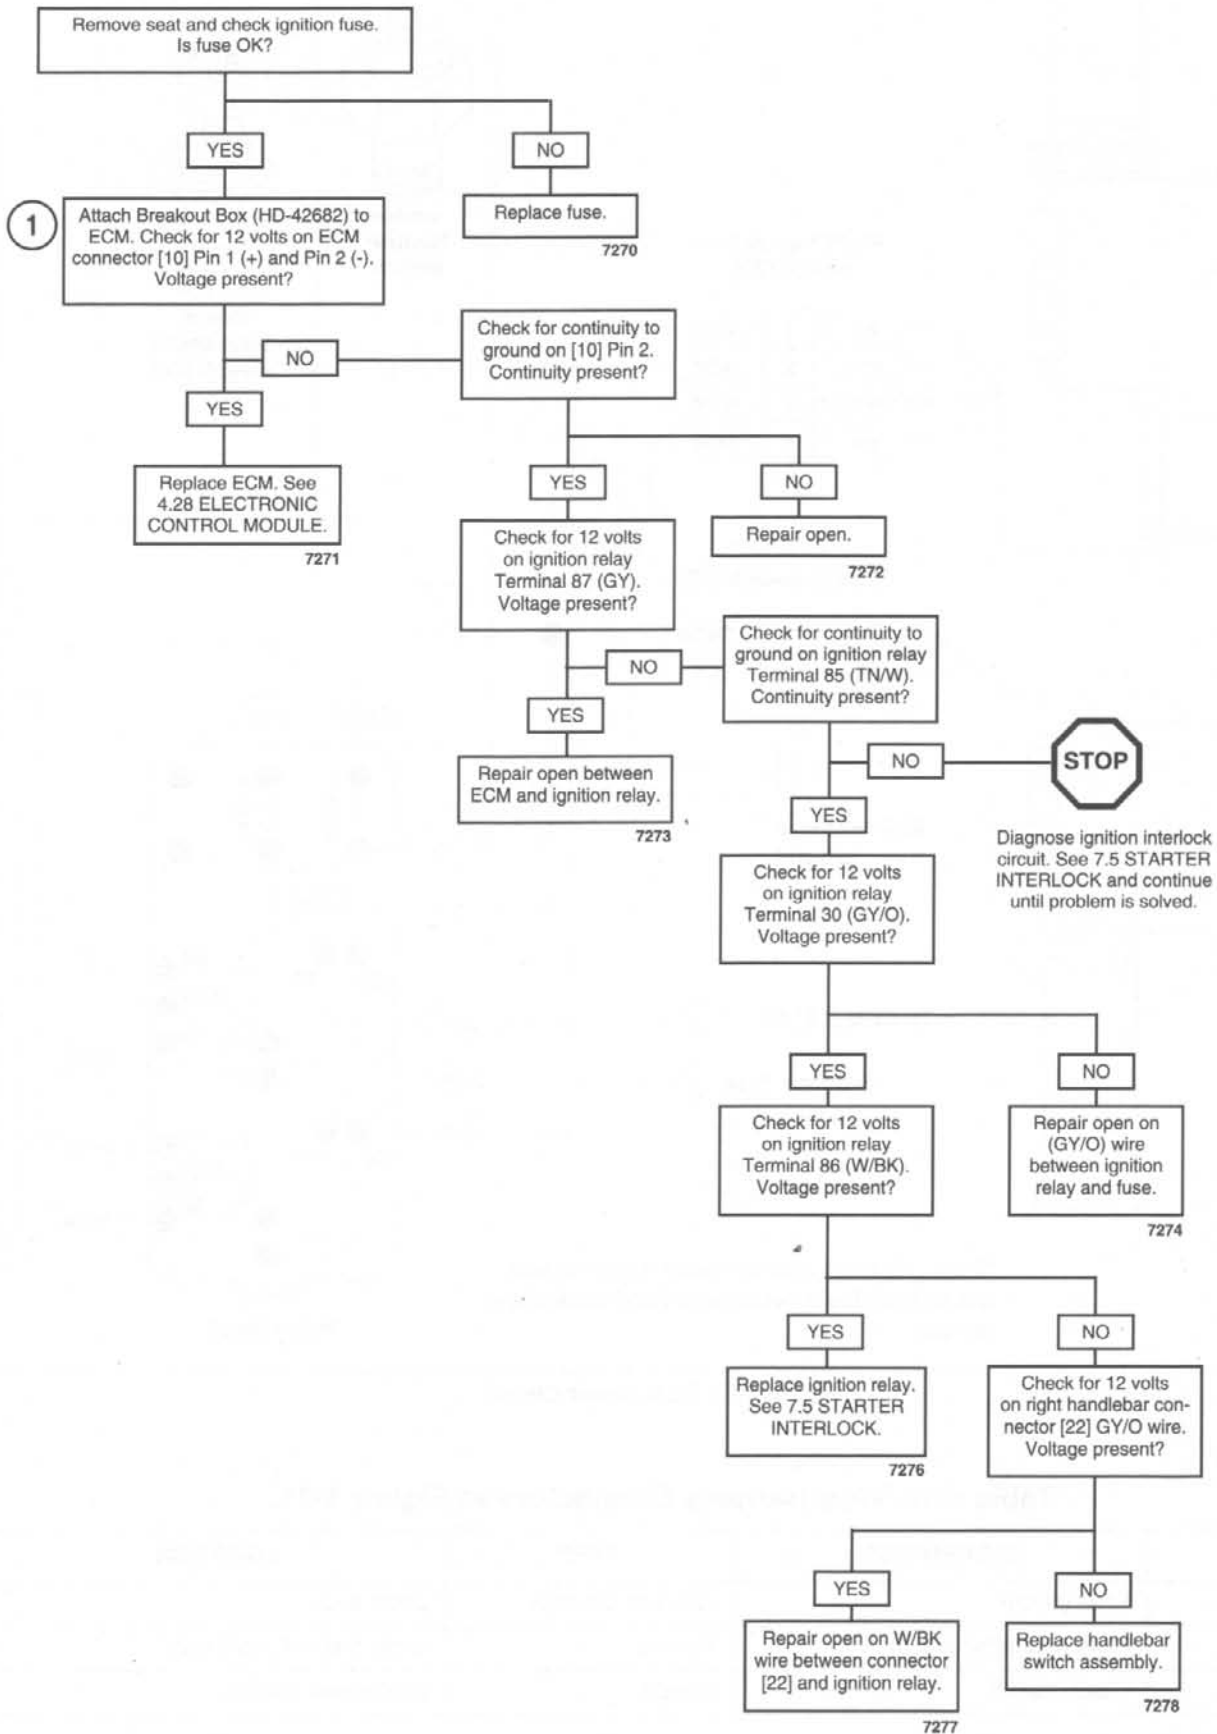 Remove seat and check ignition fuse.
Is fuse OK?
YES
NO
1
Attach Breakout Box (HD-42682) to
ECM. Check for 12 volts on ECM
connector [10] Pin 1 (+) and Pin 2 (-).
Voltage present?
Replace fuse.
7270
NO
Check for continuity to
ground on [10] Pin 2.
Continuity present?
YES
Replace ECM. See
4.28 ELECTRONIC
CONTROL MODULE.
7271
YES
NO
Check for 12 volts
on ignition relay
Terminal 87 (GY).
Voltage present?
Repair open.
7272
NO
Check for continuity to
ground on ignition relay
Terminal 85 (TN/W).
Continuity present?
YES
Repair open between
ECM and ignition relay.
7273
NO
STOP
Diagnose ignition interlock
circuit. See 7.5 STARTER
INTERLOCK and continue
until problem is solved.
YES
Check for 12 volts
on ignition relay
Terminal 30 (GY/O).
Voltage present?
YES
NO
Check for 12 volts
on ignition relay
Terminal 86 (W/BK).
Voltage present?
Repair open on
(GY/O) wire
between ignition
relay and fuse.
7274
YES
NO
Replace ignition relay.
See 7.5 STARTER
INTERLOCK.
7276
Check for 12 volts
on right handlebar con-
nector [22] GY/O wire.
Voltage present?
YES
NO
Repair open on W/BK
wire between connector
[22] and ignition relay.
7277
Replace handlebar
switch assembly.
7278